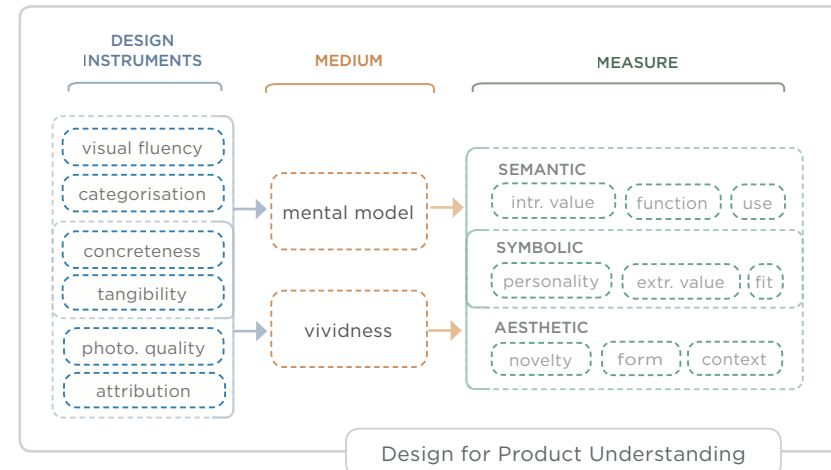 DESIGN
INSTRUMENTS
MEDIUM
MEASURE
visual fluency
categorisation
concreteness
tangibility
photo. quality
attribution
mental model
vividness
SEMANTIC
intr. value function use
SYMBOLIC
personality extr. value fit
AESTHETIC
novelty form context
Design for Product Understanding